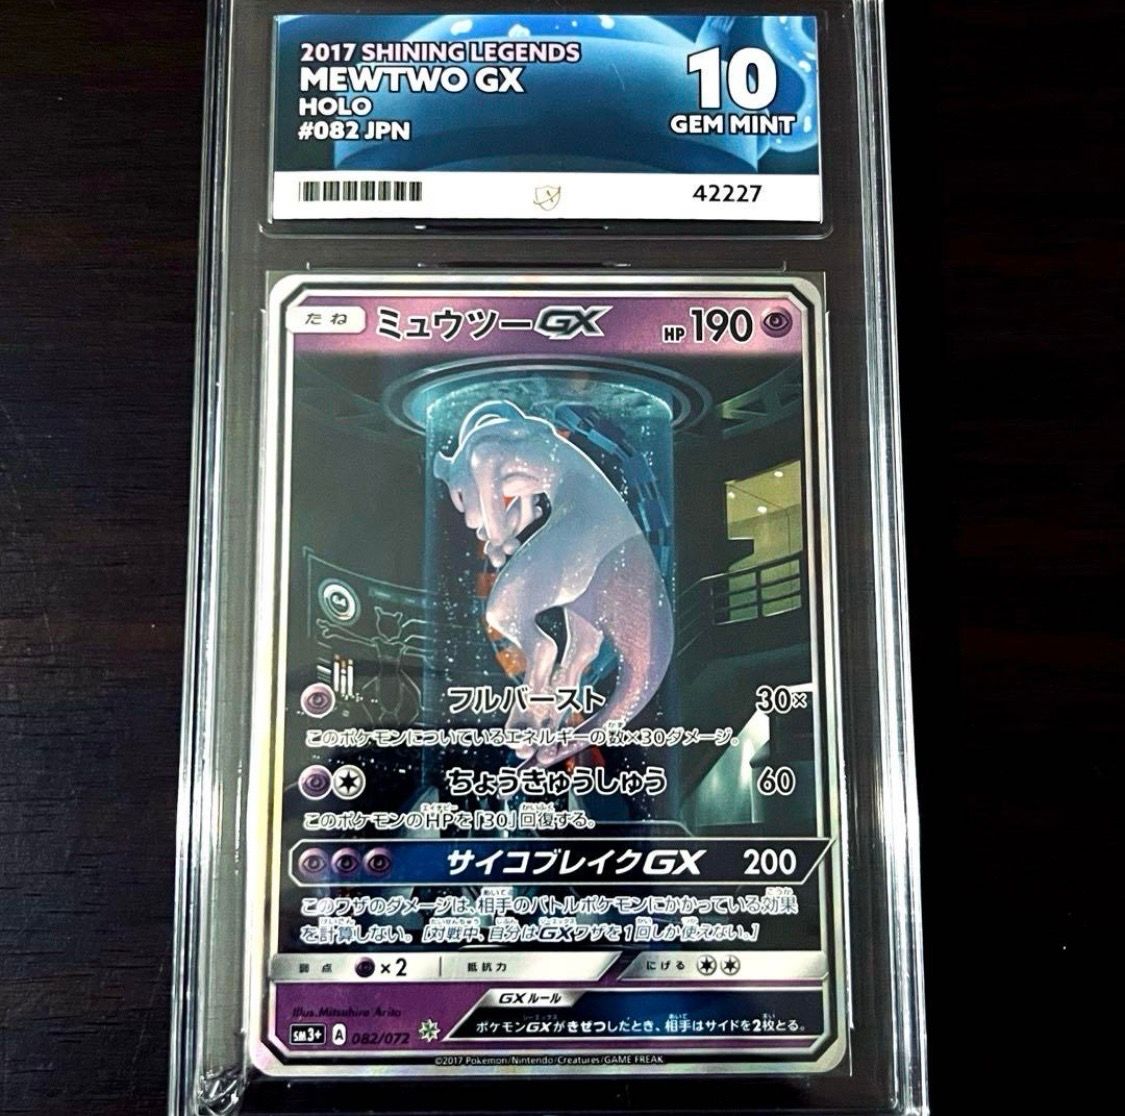 2017 SHINING LEGENDS
MEWTWO GX
HOLO
#082 JPN
10
GEM MINT
42227
たね ミュウツーGX HP 190
64
フルバースト 30×
このポケモンについているエネルギーの数×30ダメージ。
ちょうきゅうしゅう 60
このポケモンのHPを「30」回復する。
サイコブレイクGX 200
このワザのダメージは、相手のバトルポケモンにかかっている効果
を計算しない。[対戦中、自分はGXワザを1回しか使えない。]
弱点 ×2 抵抗力 にげる
GXルール
Illus. Mitsuhiro Arita
ポケモンGXがきぜつしたとき、相手はサイドを2枚とる。
SM3+ A 082/072
©2017 Pokémon/Nintendo/Creatures/GAME FREAK